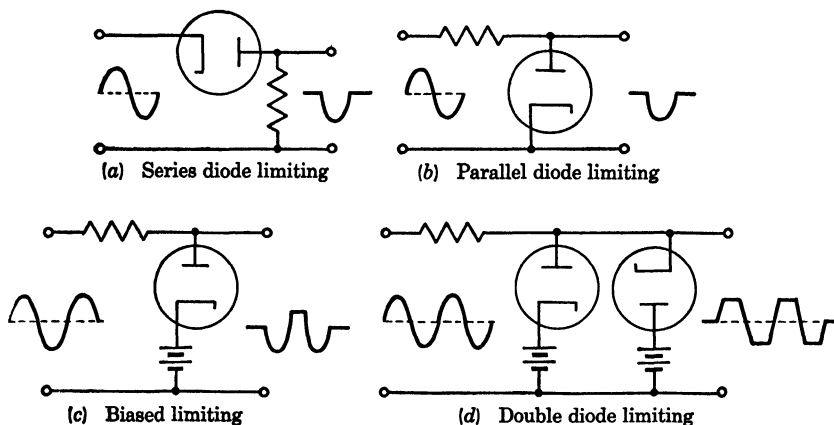 (a) Series diode limiting
(b) Parallel diode limiting
(c) Biased limiting
(d) Double diode limiting